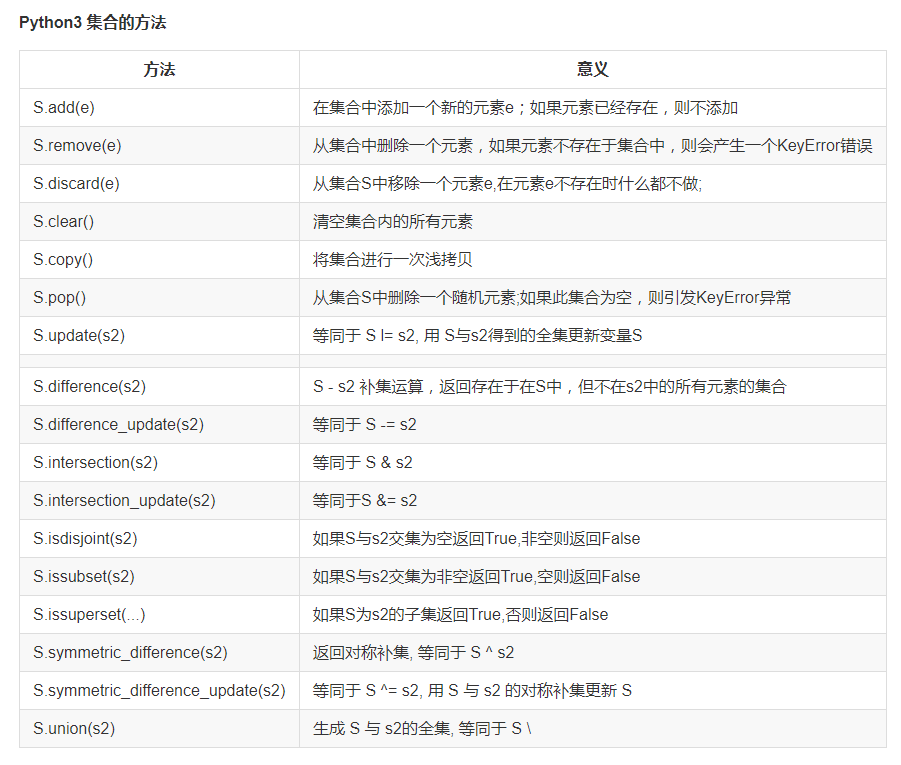 Python3 集合的方法
方法 意义
S.add(e) 在集合中添加一个新的元素e；如果元素已经存在，则不添加
S.remove(e) 从集合中删除一个元素，如果元素不存在于集合中，则会产生一个KeyError错误
S.discard(e) 从集合S中移除一个元素e,在元素e不存在时什么都不做;
S.clear() 清空集合内的所有元素
S.copy() 将集合进行一次浅拷贝
S.pop() 从集合S中删除一个随机元素;如果此集合为空，则引发KeyError异常
S.update(s2) 等同于 S |= s2, 用 S与s2得到的全集更新变量S
S.difference(s2) S - s2 补集运算，返回存在于在S中，但不在s2中的所有元素的集合
S.difference_update(s2) 等同于 S -= s2
S.intersection(s2) 等同于 S & s2
S.intersection_update(s2) 等同于S &= s2
S.isdisjoint(s2) 如果S与s2交集为空返回True,非空则返回False
S.issubset(s2) 如果S与s2交集为非空返回True,空则返回False
S.issuperset(...) 如果S为s2的子集返回True,否则返回False
S.symmetric_difference(s2) 返回对称补集, 等同于 S ^ s2
S.symmetric_difference_update(s2) 等同于 S ^= s2, 用 S 与 s2 的对称补集更新 S
S.union(s2) 生成 S 与 s2的全集, 等同于 S \